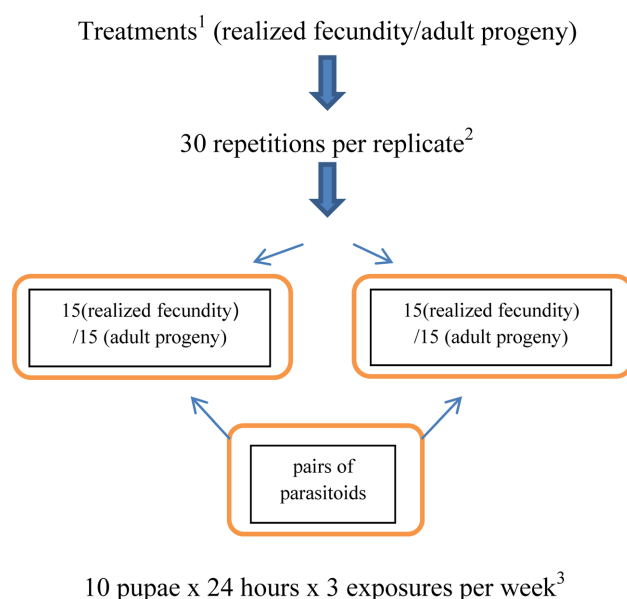 Treatments¹ (realized fecundity/adult progeny)
30 repetitions per replicate²
15(realized fecundity)
/15 (adult progeny)
15(realized fecundity)
/15 (adult progeny)
pairs of
parasitoids
10 pupae x 24 hours x 3 exposures per week³